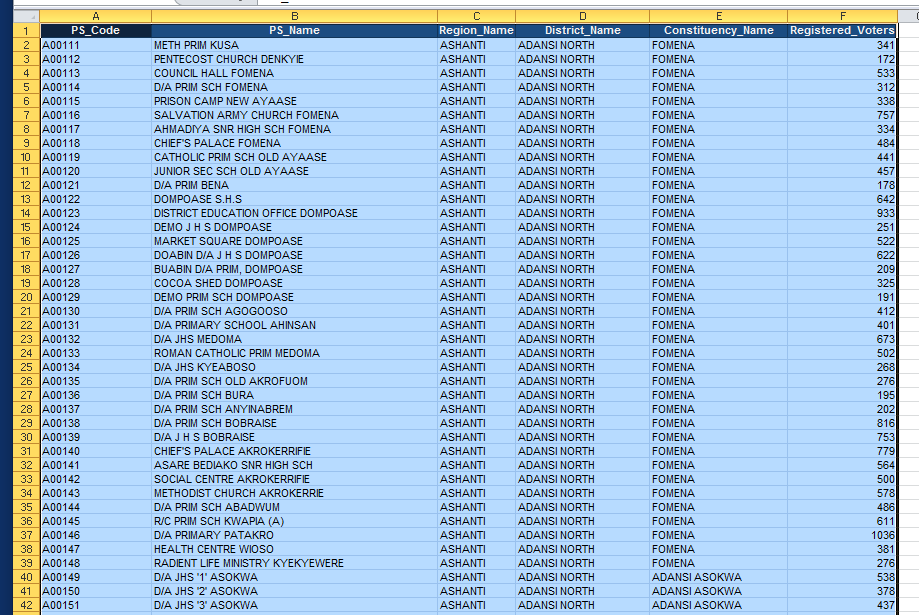 A B C D E F
1 PS_Code PS_Name Region_Name District_Name Constituency_Name Registered_Voters
2 A00111 METH PRIM KUSA ASHANTI ADANSI NORTH FOMENA 341
3 A00112 PENTECOST CHURCH DENKYIE ASHANTI ADANSI NORTH FOMENA 172
4 A00113 COUNCIL HALL FOMENA ASHANTI ADANSI NORTH FOMENA 533
5 A00114 D/A PRIM SCH FOMENA ASHANTI ADANSI NORTH FOMENA 312
6 A00115 PRISON CAMP NEW AYAASE ASHANTI ADANSI NORTH FOMENA 338
7 A00116 SALVATION ARMY CHURCH FOMENA ASHANTI ADANSI NORTH FOMENA 757
8 A00117 AHMADIYA SNR HIGH SCH FOMENA ASHANTI ADANSI NORTH FOMENA 334
9 A00118 CHIEF'S PALACE FOMENA ASHANTI ADANSI NORTH FOMENA 484
10 A00119 CATHOLIC PRIM SCH OLD AYAASE ASHANTI ADANSI NORTH FOMENA 441
11 A00120 JUNIOR SEC SCH OLD AYAASE ASHANTI ADANSI NORTH FOMENA 457
12 A00121 D/A PRIM BENA ASHANTI ADANSI NORTH FOMENA 178
13 A00122 DOMPOASE S.H.S ASHANTI ADANSI NORTH FOMENA 642
14 A00123 DISTRICT EDUCATION OFFICE DOMPOASE ASHANTI ADANSI NORTH FOMENA 933
15 A00124 DEMO J H S DOMPOASE ASHANTI ADANSI NORTH FOMENA 251
16 A00125 MARKET SQUARE DOMPOASE ASHANTI ADANSI NORTH FOMENA 522
17 A00126 DOABIN D/A J H S DOMPOASE ASHANTI ADANSI NORTH FOMENA 622
18 A00127 BUABIN D/A PRIM, DOMPOASE ASHANTI ADANSI NORTH FOMENA 209
19 A00128 COCOA SHED DOMPOASE ASHANTI ADANSI NORTH FOMENA 325
20 A00129 DEMO PRIM SCH DOMPOASE ASHANTI ADANSI NORTH FOMENA 191
21 A00130 D/A PRIM SCH AGOGOOSO ASHANTI ADANSI NORTH FOMENA 412
22 A00131 D/A PRIMARY SCHOOL AHINSAN ASHANTI ADANSI NORTH FOMENA 401
23 A00132 D/A JHS MEDOMA ASHANTI ADANSI NORTH FOMENA 673
24 A00133 ROMAN CATHOLIC PRIM MEDOMA ASHANTI ADANSI NORTH FOMENA 502
25 A00134 D/A JHS KYEABOSO ASHANTI ADANSI NORTH FOMENA 268
26 A00135 D/A PRIM SCH OLD AKROFUOM ASHANTI ADANSI NORTH FOMENA 276
27 A00136 D/A PRIM SCH BURA ASHANTI ADANSI NORTH FOMENA 195
28 A00137 D/A PRIM SCH ANYINABREM ASHANTI ADANSI NORTH FOMENA 202
29 A00138 D/A PRIM SCH BOBRAISE ASHANTI ADANSI NORTH FOMENA 816
30 A00139 D/A J H S BOBRAISE ASHANTI ADANSI NORTH FOMENA 753
31 A00140 CHIEF'S PALACE AKROKERRIFIE ASHANTI ADANSI NORTH FOMENA 779
32 A00141 ASARE BEDIAKO SNR HIGH SCH ASHANTI ADANSI NORTH FOMENA 564
33 A00142 SOCIAL CENTRE AKROKERRIFIE ASHANTI ADANSI NORTH FOMENA 500
34 A00143 METHODIST CHURCH AKROKERRIE ASHANTI ADANSI NORTH FOMENA 578
35 A00144 D/A PRIM SCH ABADWUM ASHANTI ADANSI NORTH FOMENA 486
36 A00145 R/C PRIM SCH KWAPIA (A) ASHANTI ADANSI NORTH FOMENA 611
37 A00146 D/A PRIMARY PATAKRO ASHANTI ADANSI NORTH FOMENA 1036
38 A00147 HEALTH CENTRE WIOSO ASHANTI ADANSI NORTH FOMENA 381
39 A00148 RADIENT LIFE MINISTRY KYEKYEWERE ASHANTI ADANSI NORTH FOMENA 276
40 A00149 D/A JHS '1' ASOKWA ASHANTI ADANSI NORTH ADANSI ASOKWA 538
41 A00150 D/A JHS '2' ASOKWA ASHANTI ADANSI NORTH ADANSI ASOKWA 378
42 A00151 D/A JHS '3' ASOKWA ASHANTI ADANSI NORTH ADANSI ASOKWA 437